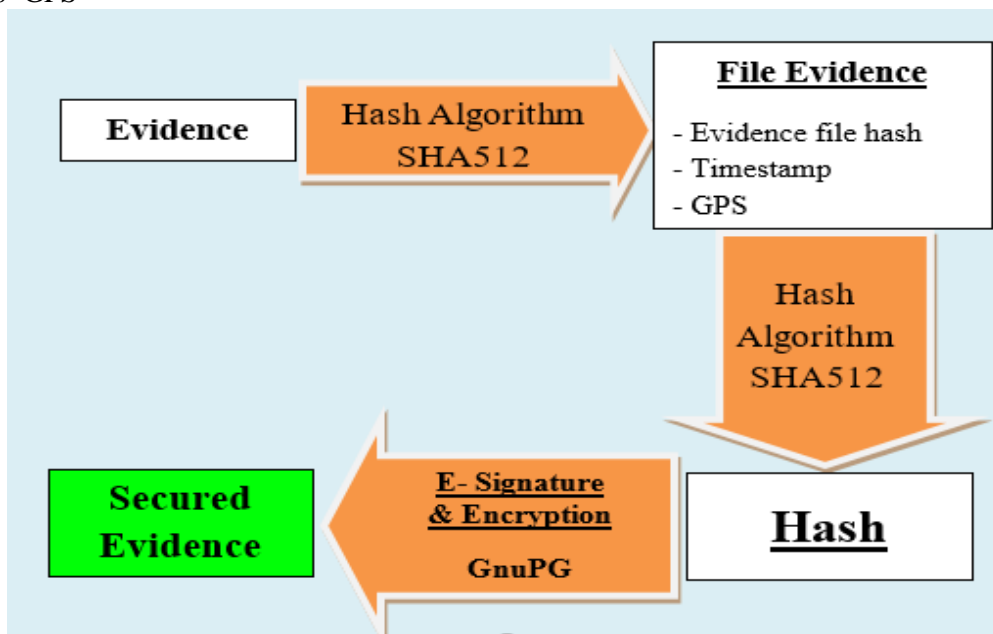 Evidence
Hash Algorithm
SHA512
File Evidence
- Evidence file hash
- Timestamp
- GPS
Hash
Algorithm
SHA512
Hash
E- Signature
& Encryption
GnuPG
Secured
Evidence